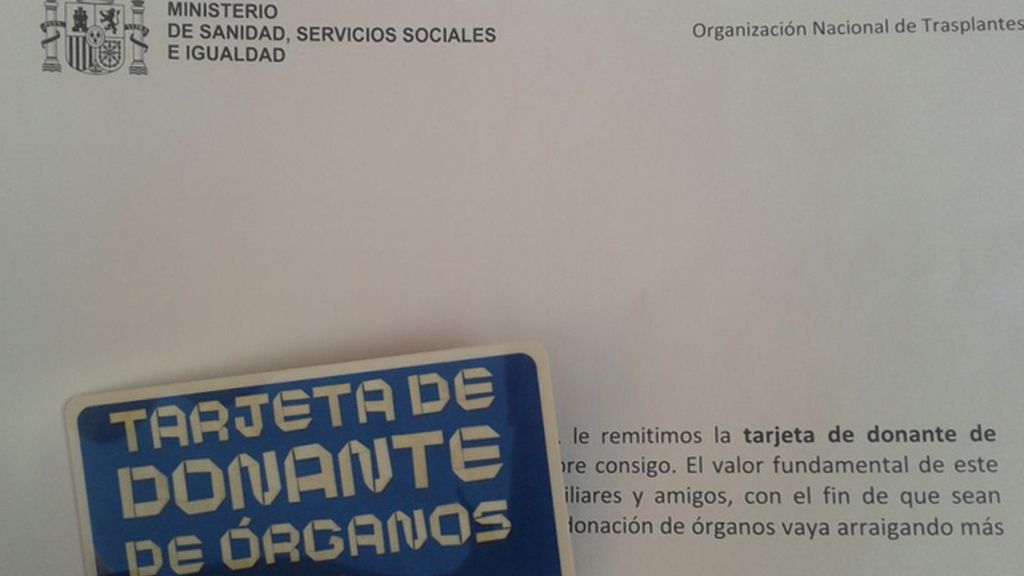 MINISTERIO
DE SANIDAD, SERVICIOS SOCIALES
E IGUALDAD
Organización Nacional de Trasplantes
TARJETA DE
DONANTE
DE ÓRGANOS
, le remitimos la tarjeta de donante de
consigo. El valor fundamental de este
y amigos, con el fin de que sean
donación de órganos vaya arraigando más